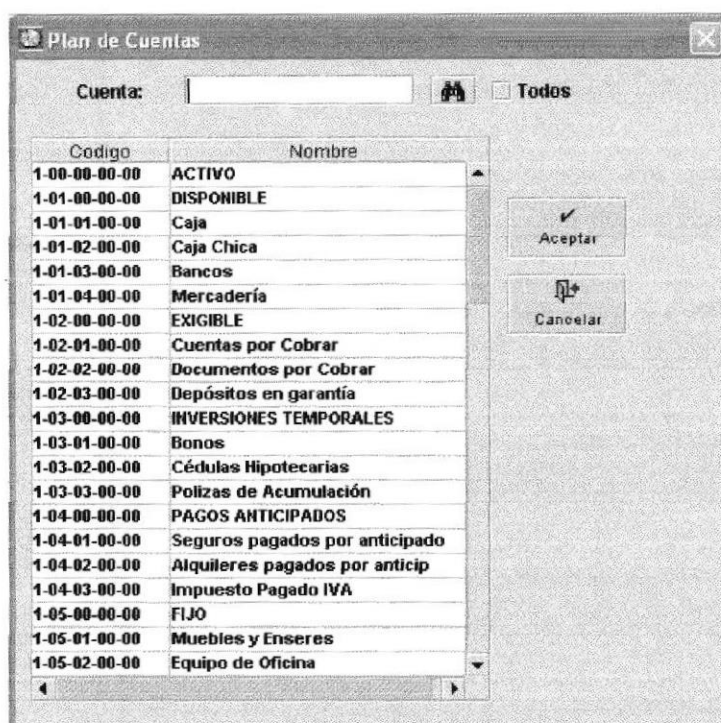 Plan de Cuentas
Cuenta: Todos
Codigo Nombre
1-00-00-00-00 ACTIVO
1-01-00-00-00 DISPONIBLE
1-01-01-00-00 Caja
1-01-02-00-00 Caja Chica
1-01-03-00-00 Bancos
1-01-04-00-00 Mercadería
1-02-00-00-00 EXIGIBLE
1-02-01-00-00 Cuentas por Cobrar
1-02-02-00-00 Documentos por Cobrar
1-02-03-00-00 Depósitos en garantía
1-03-00-00-00 INVERSIONES TEMPORALES
1-03-01-00-00 Bonos
1-03-02-00-00 Cédulas Hipotecarias
1-03-03-00-00 Polizas de Acumulación
1-04-00-00-00 PAGOS ANTICIPADOS
1-04-01-00-00 Seguros pagados por anticipado
1-04-02-00-00 Alquileres pagados por anticip
1-04-03-00-00 Impuesto Pagado IVA
1-05-00-00-00 FIJO
1-05-01-00-00 Muebles y Enseres
1-05-02-00-00 Equipo de Oficina
Aceptar
Cancelar